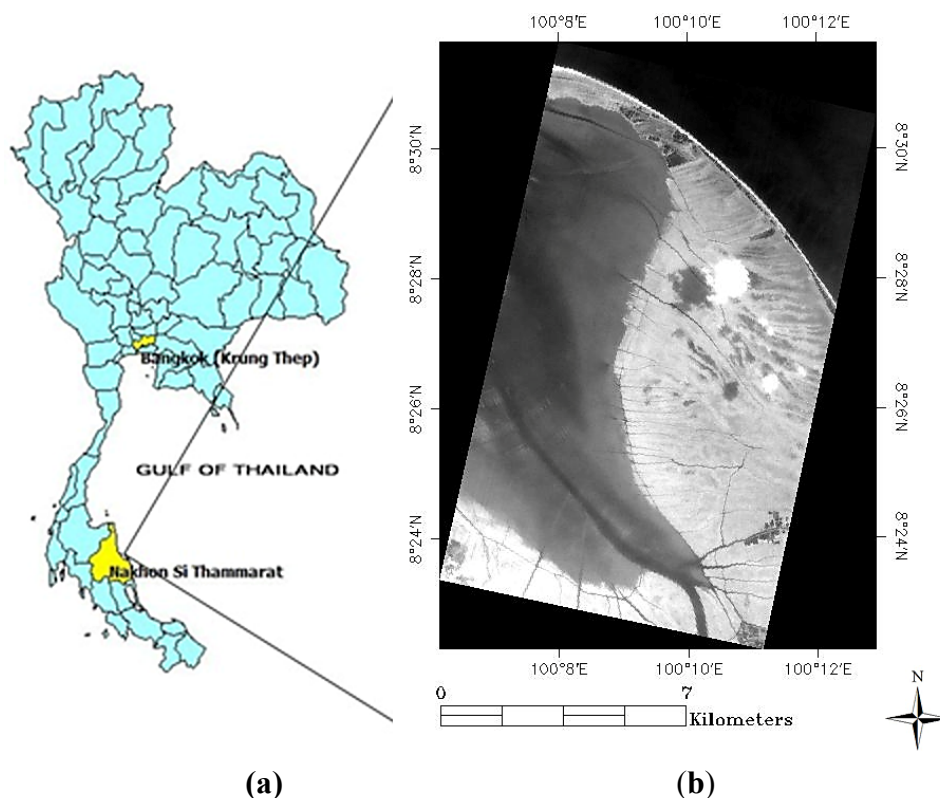 Bangkok (Krung Thep)
GULF OF THAILAND
Nakhon Si Thammarat
(a)
100°8′E 100°10′E 100°12′E
8°30′N 8°30′N
8°28′N 8°28′N
8°26′N 8°26′N
8°24′N 8°24′N
100°8′E 100°10′E 100°12′E
0 7
Kilometers
N
(b)